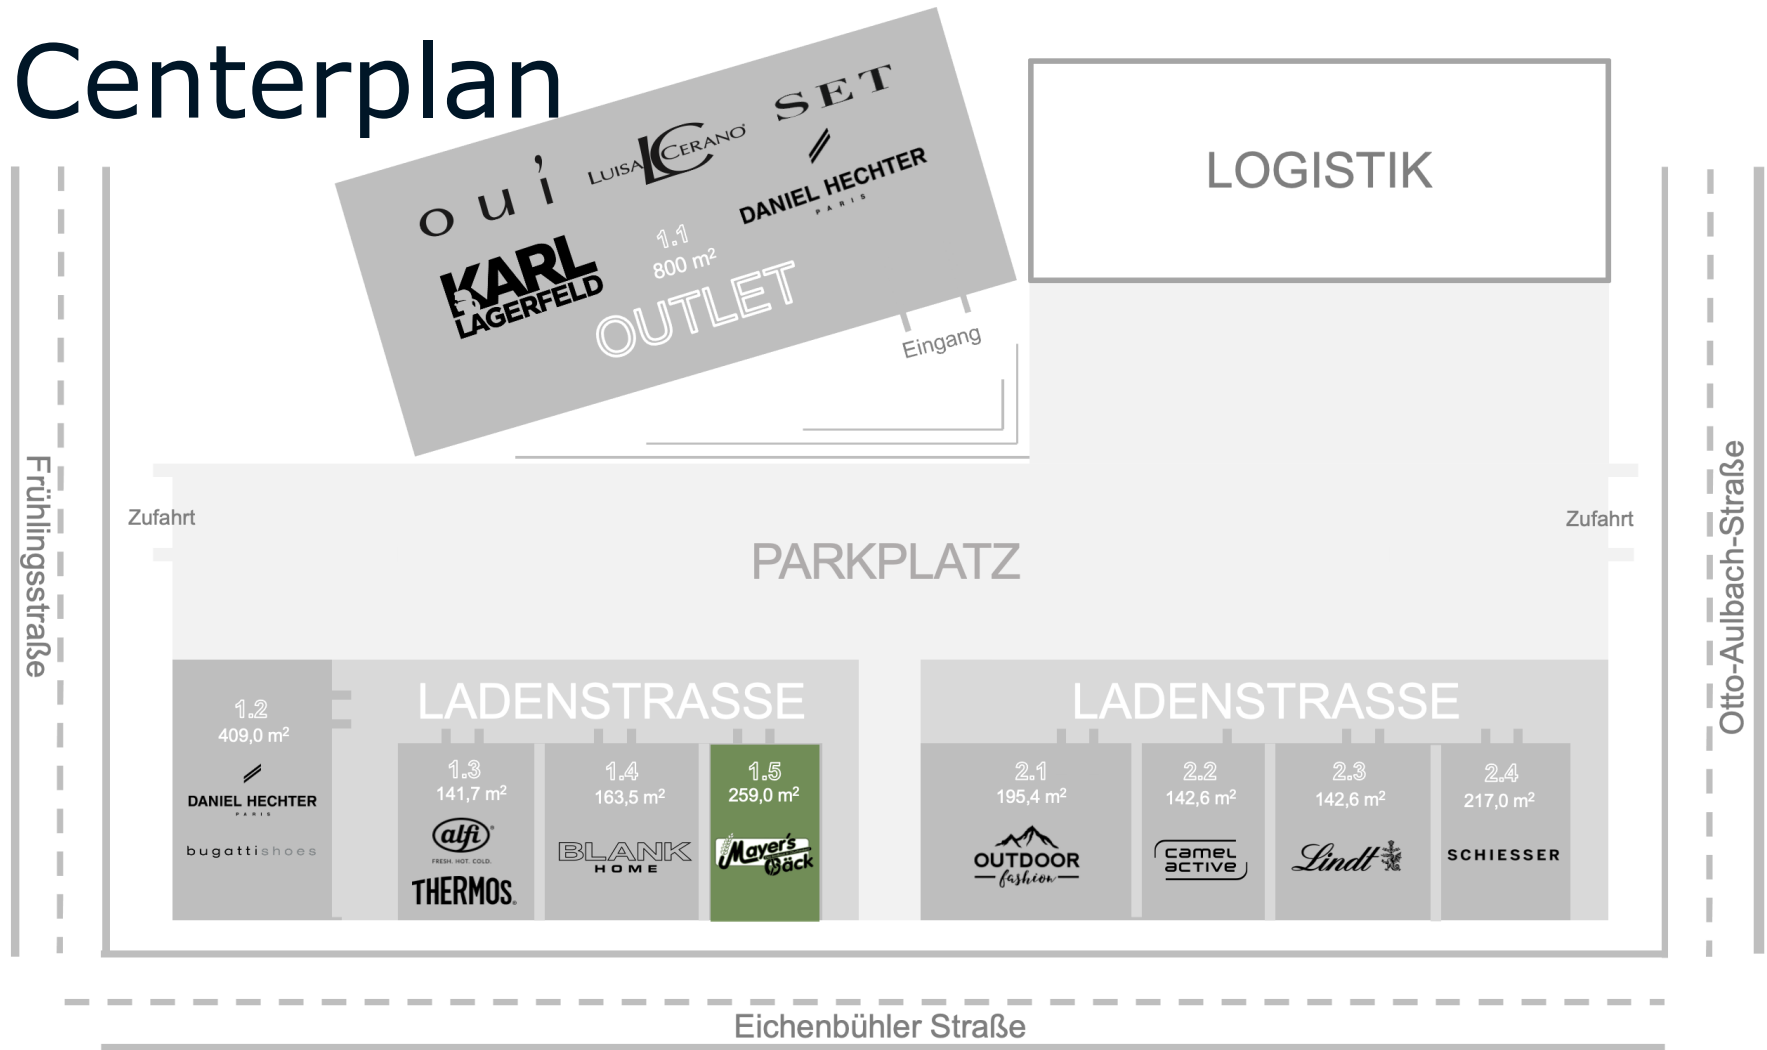 Centerplan
oui
LUISA CERANO®
SET
DANIEL HECHTER
PARIS
KARL
LAGERFELD
1.1
800 m²
OUTLET
Eingang
LOGISTIK
Frühlingsstraße
Zufahrt
PARKPLATZ
Zufahrt
Otto-Aulbach-Straße
LADENSTRASSE
LADENSTRASSE
1.2
409,0 m²
DANIEL HECHTER
PARIS
bugattishoes
1.3
141,7 m²
alfi®
FRESH. HOT. COLD.
THERMOS®
1.4
163,5 m²
BLANK
HOME
1.5
259,0 m²
Mayer's
Bäck
2.1
195,4 m²
OUTDOOR
fashion
2.2
142,6 m²
camel
active
2.3
142,6 m²
Lindt
2.4
217,0 m²
SCHIESSER
Eichenbühler Straße